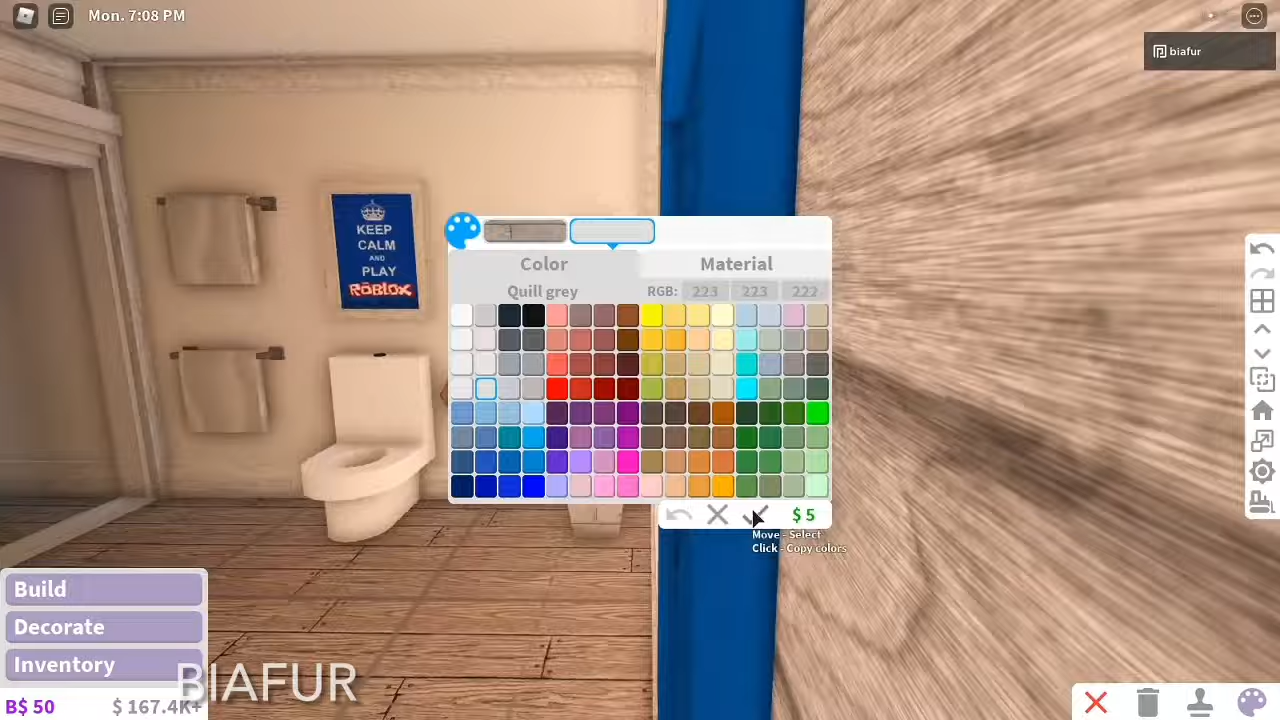 Mon. 7:08 PM
biafur
KEEP
CALM
AND
PLAY
ROBLOX
Color
Material
Quill grey
RGB: 223 223 222
$ 5
Move - Select
Click - Copy colors
Build
Decorate
Inventory
BIAFUR
B$ 50
$ 167.4K+